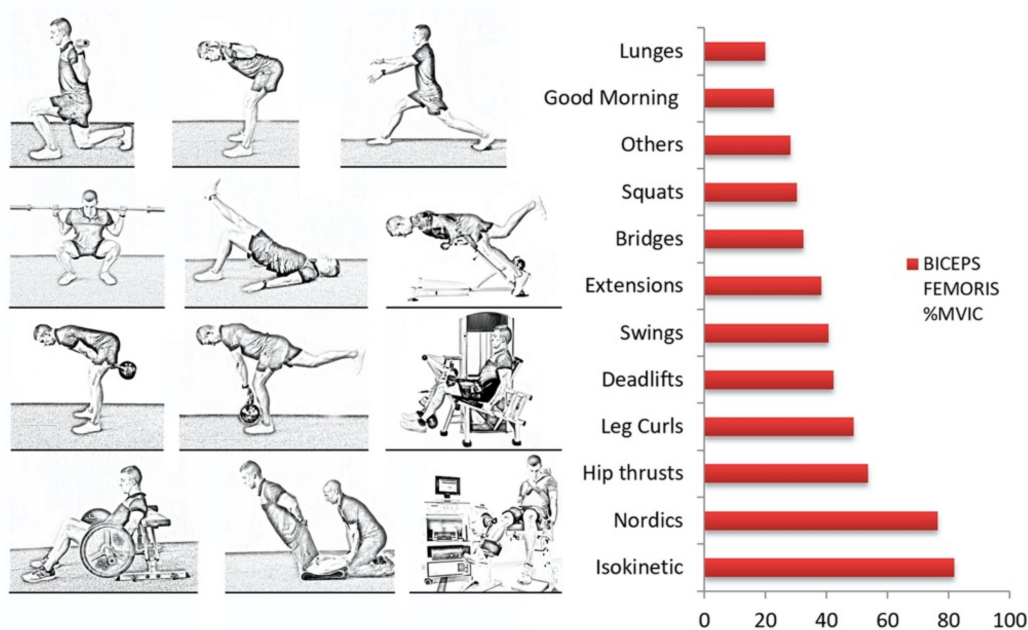 Lunges
Good Morning
Others
Squats
Bridges
Extensions
Swings
Deadlifts
Leg Curls
Hip thrusts
Nordics
Isokinetic
0 20 40 60 80 100
BICEPS
FEMORIS
%MVIC